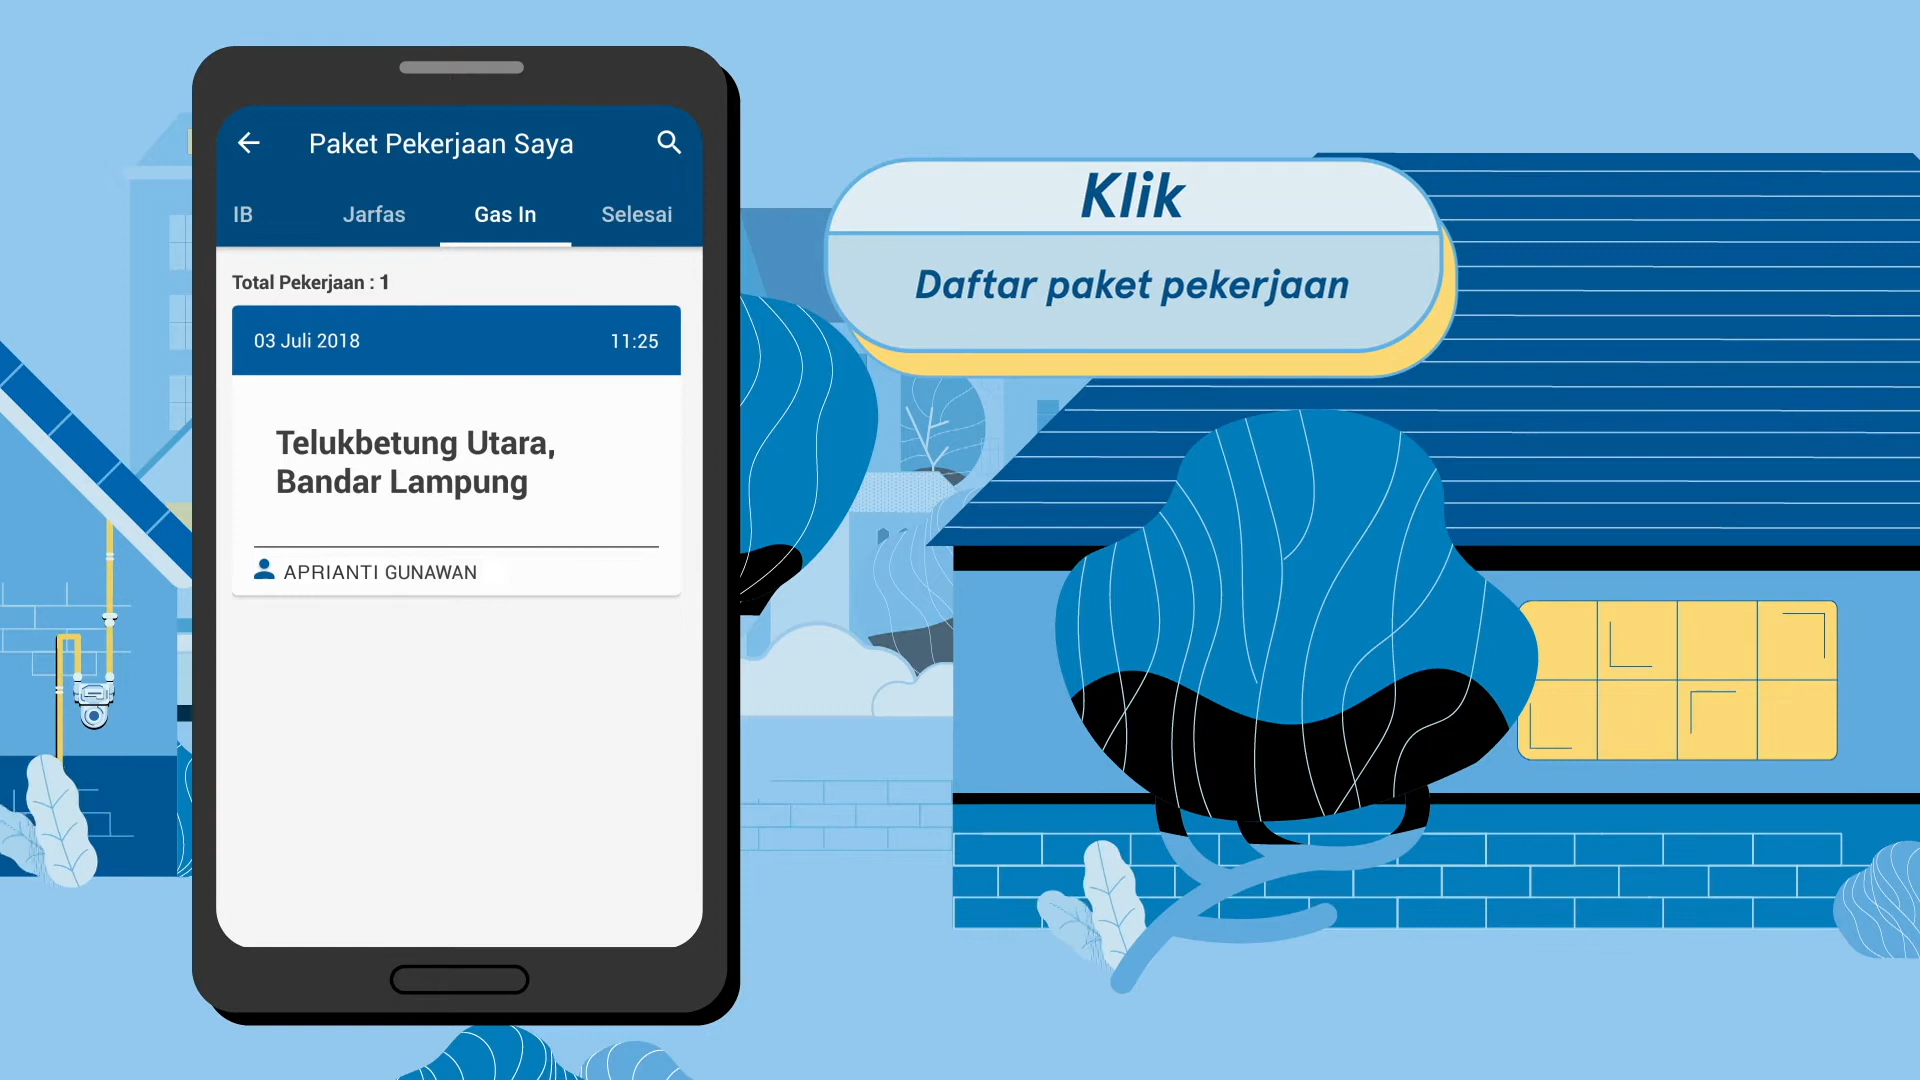 Paket Pekerjaan Saya
IB Jarfas Gas In Selesai
Total Pekerjaan : 1
03 Juli 2018 11:25
Telukbetung Utara,
Bandar Lampung
APRIANTI GUNAWAN
Klik
Daftar paket pekerjaan